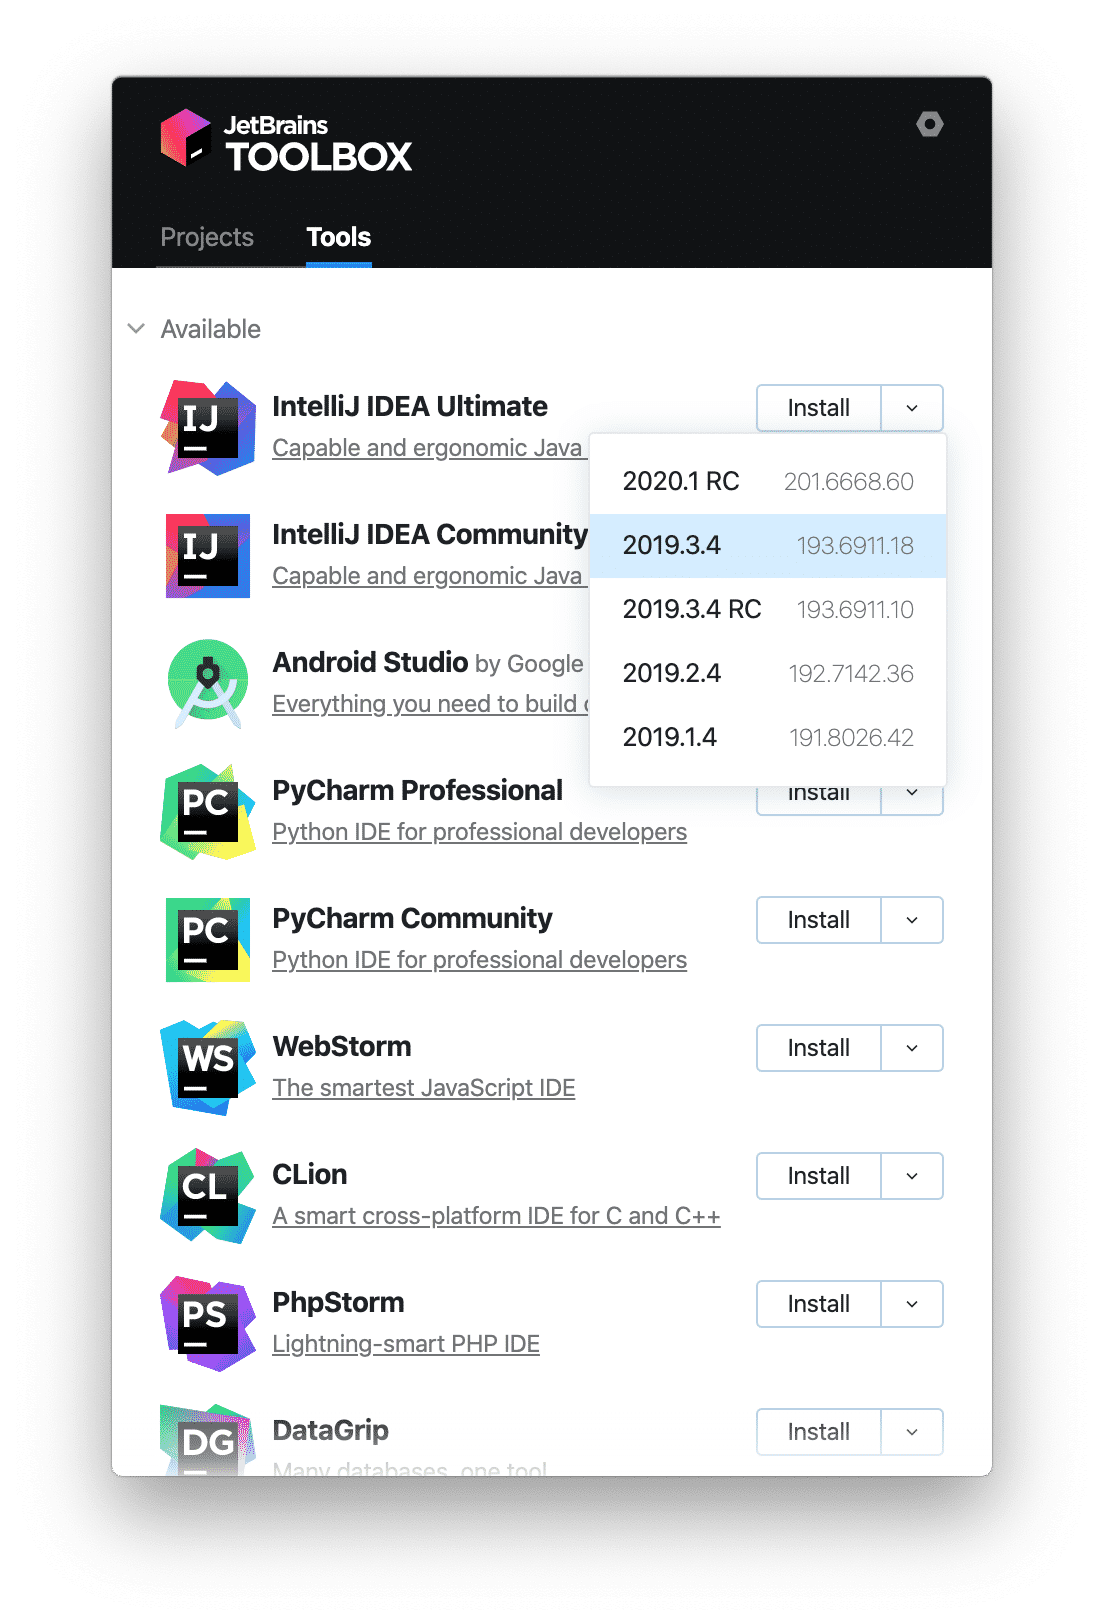 JetBrains
TOOLBOX
Projects Tools
Available
IJ
IntelliJ IDEA Ultimate
Install
Capable and ergonomic Java
2020.1 RC 201.6668.60
2019.3.4 193.6911.18
2019.3.4 RC 193.6911.10
2019.2.4 192.7142.36
2019.1.4 191.8026.42
IJ
IntelliJ IDEA Community
Capable and ergonomic Java
Android Studio by Google
Everything you need to build
PC
PyCharm Professional
Install
Python IDE for professional developers
PC
PyCharm Community
Install
Python IDE for professional developers
WS
WebStorm
Install
The smartest JavaScript IDE
CL
CLion
Install
A smart cross-platform IDE for C and C++
PS
PhpStorm
Install
Lightning-smart PHP IDE
DG
DataGrip
Install
Many databases, one tool